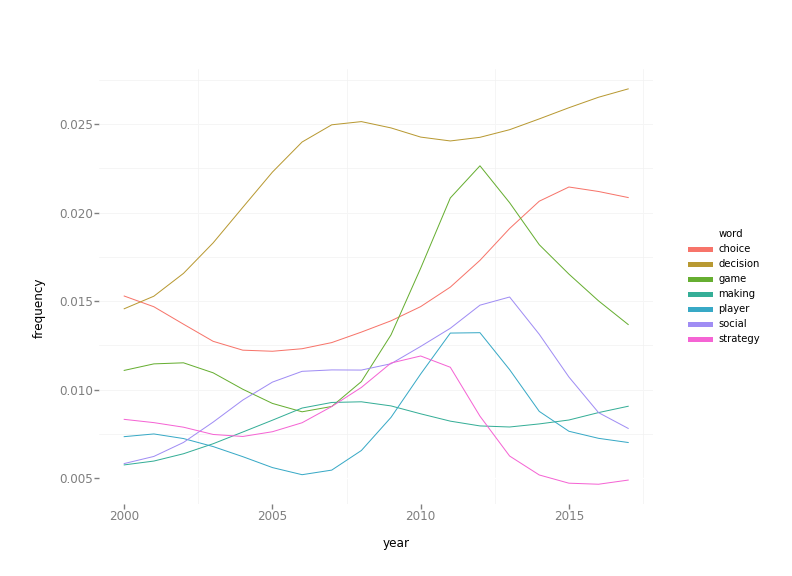 0.025
0.020
0.015
0.010
0.005
frequency
2000
2005
2010
2015
year
word
choice
decision
game
making
player
social
strategy